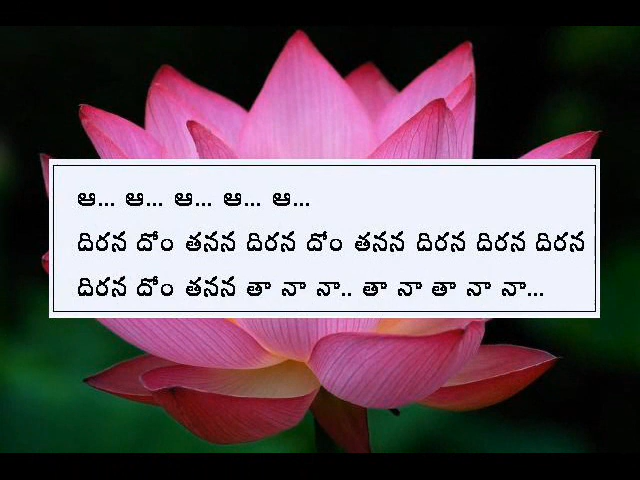 ఆ... ఆ... ఆ... ఆ... ఆ...
దిరన దోం తనన దిరన దోం తనన దిరన దిరన దిరన
దిరన దోం తనన తా నా నా.. తా నా తా నా నా...